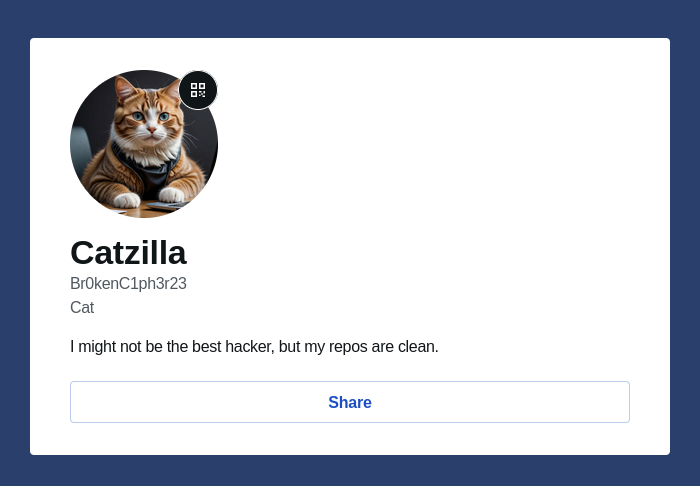 Catzilla
Br0kenC1ph3r23
Cat
I might not be the best hacker, but my repos are clean.
Share